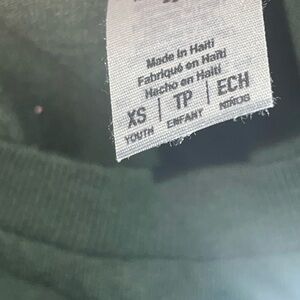 Made in Haiti
Fabriqué en Haïti
Hecho en Haití
XS | TP | ECH
YOUTH ENFANT NIÑOS